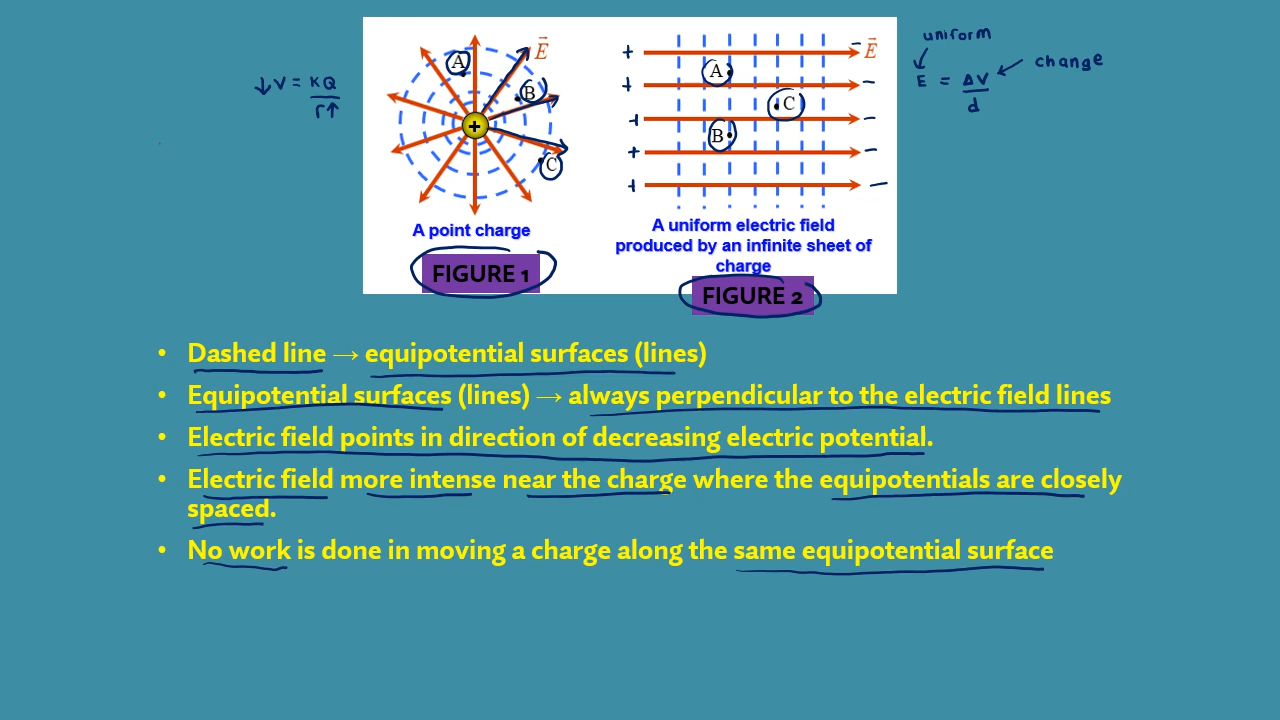 uniform
E = ΔV/d
change
↓V = KQ/r↑
A
B
C
+
E
A point charge
FIGURE 1
+ -
+ -
+ -
+ -
+ -
A
B
C
E
A uniform electric field
produced by an infinite sheet of
charge
FIGURE 2
• Dashed line → equipotential surfaces (lines)
• Equipotential surfaces (lines) → always perpendicular to the electric field lines
• Electric field points in direction of decreasing electric potential.
• Electric field more intense near the charge where the equipotentials are closely
spaced.
• No work is done in moving a charge along the same equipotential surface